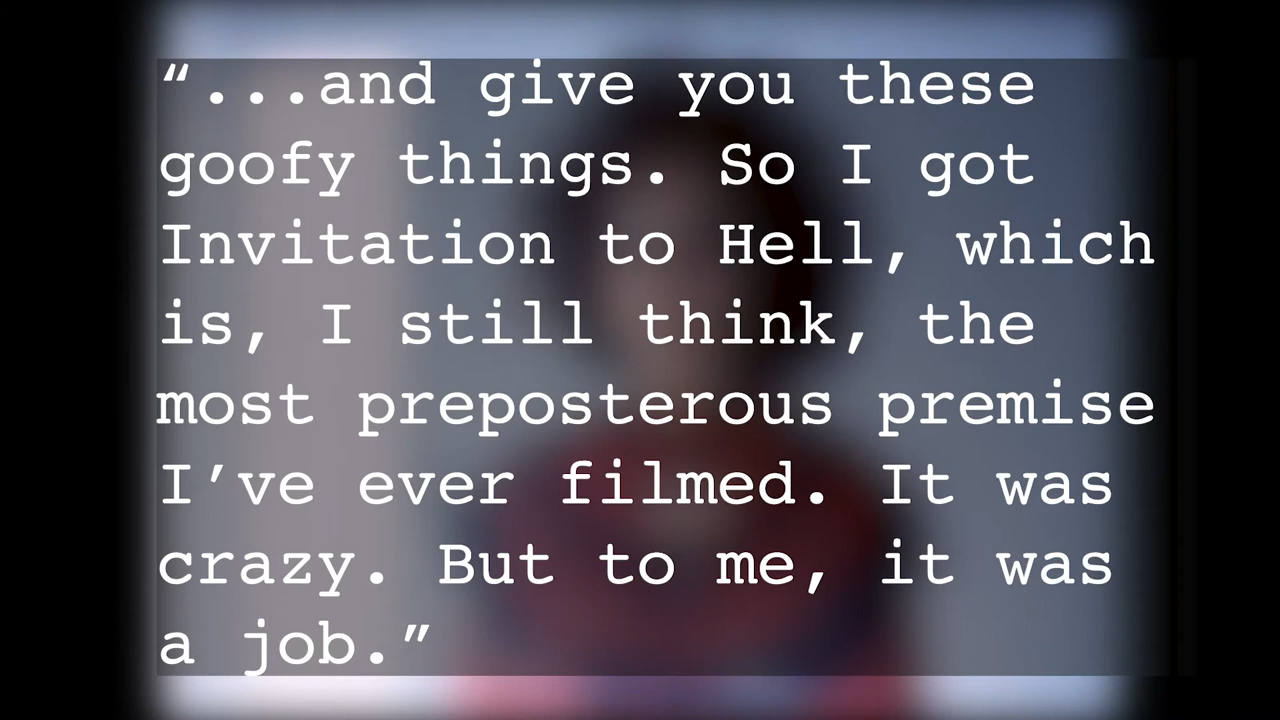 “...and give you these
goofy things. So I got
Invitation to Hell, which
is, I still think, the
most preposterous premise
I’ve ever filmed. It was
crazy. But to me, it was
a job.”